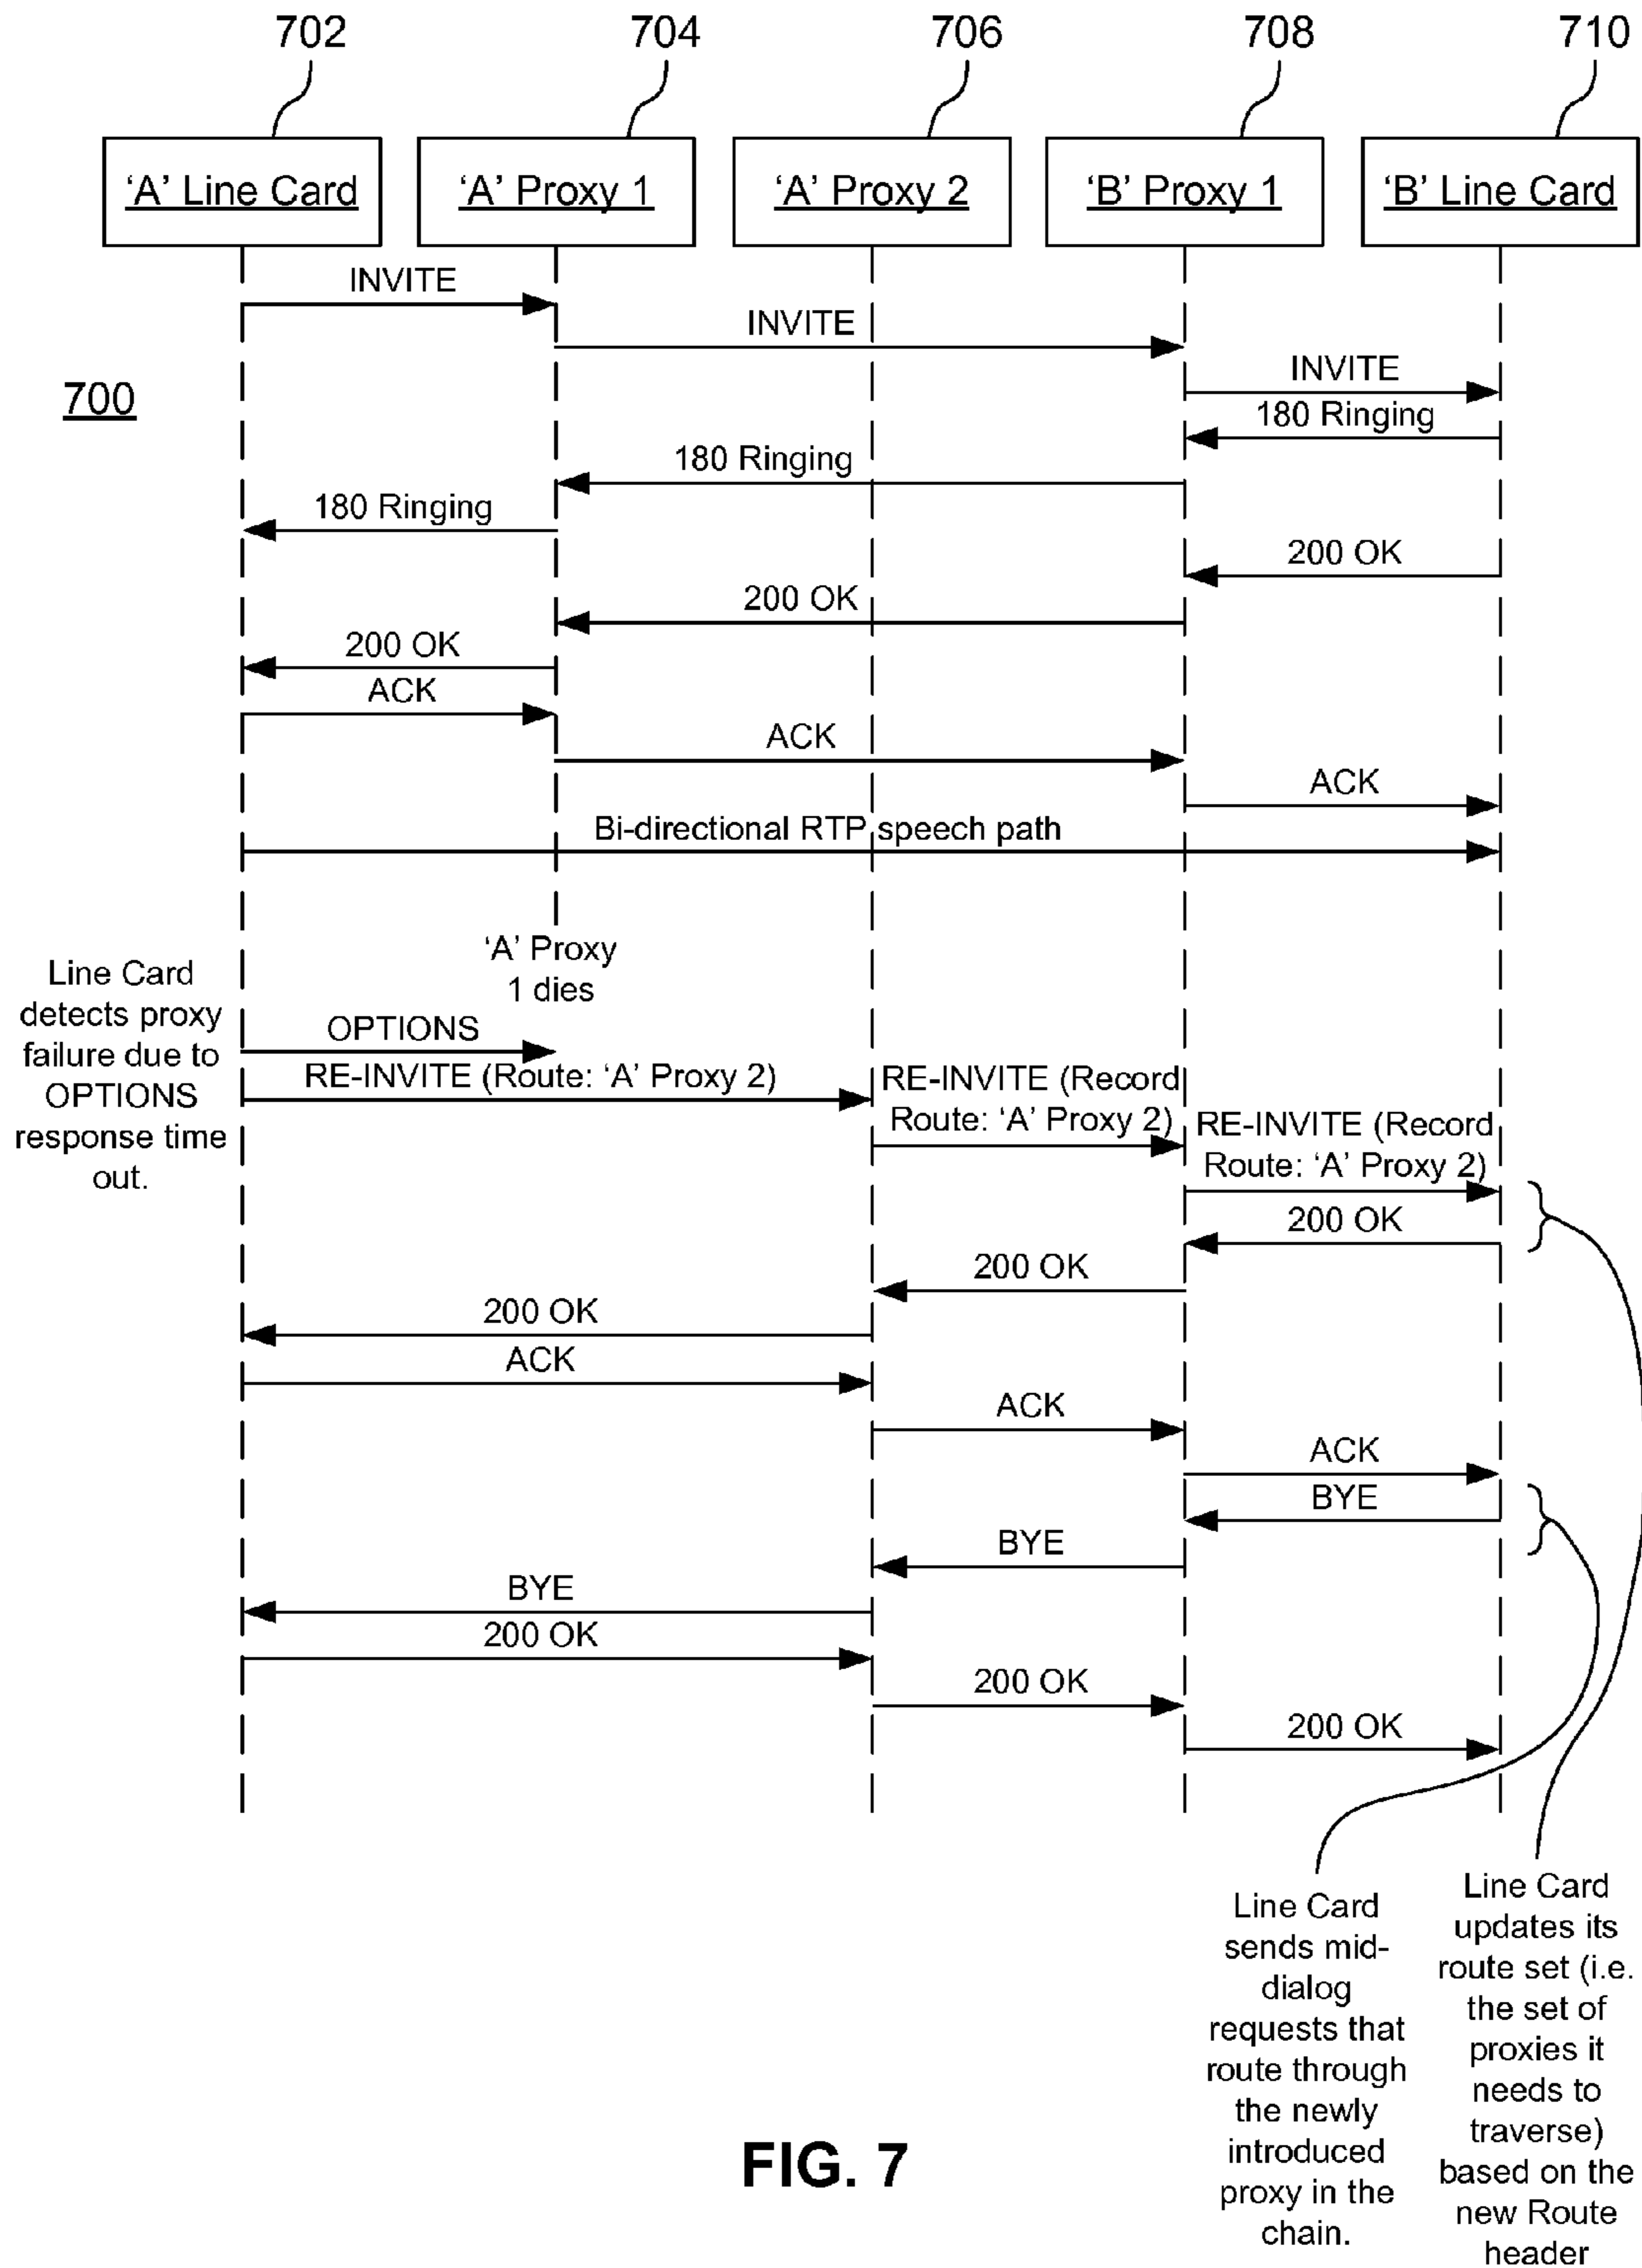 702
704
706
708
710
‘A’ Line Card
‘A’ Proxy 1
‘A’ Proxy 2
‘B’ Proxy 1
‘B’ Line Card
INVITE
INVITE
700
INVITE
180 Ringing
180 Ringing
180 Ringing
200 OK
200 OK
200 OK
ACK
ACK
ACK
Bi-directional RTP speech path
‘A’ Proxy
1 dies
Line Card
detects proxy
failure due to
OPTIONS
response time
out.
OPTIONS
RE-INVITE (Route: ‘A’ Proxy 2)
RE-INVITE (Record
Route: ‘A’ Proxy 2)
RE-INVITE (Record
Route: ‘A’ Proxy 2)
200 OK
200 OK
200 OK
ACK
ACK
ACK
BYE
BYE
BYE
200 OK
200 OK
200 OK
Line Card
sends mid-
dialog
requests that
route through
the newly
introduced
proxy in the
chain.
Line Card
updates its
route set (i.e.
the set of
proxies it
needs to
traverse)
based on the
new Route
header
FIG. 7